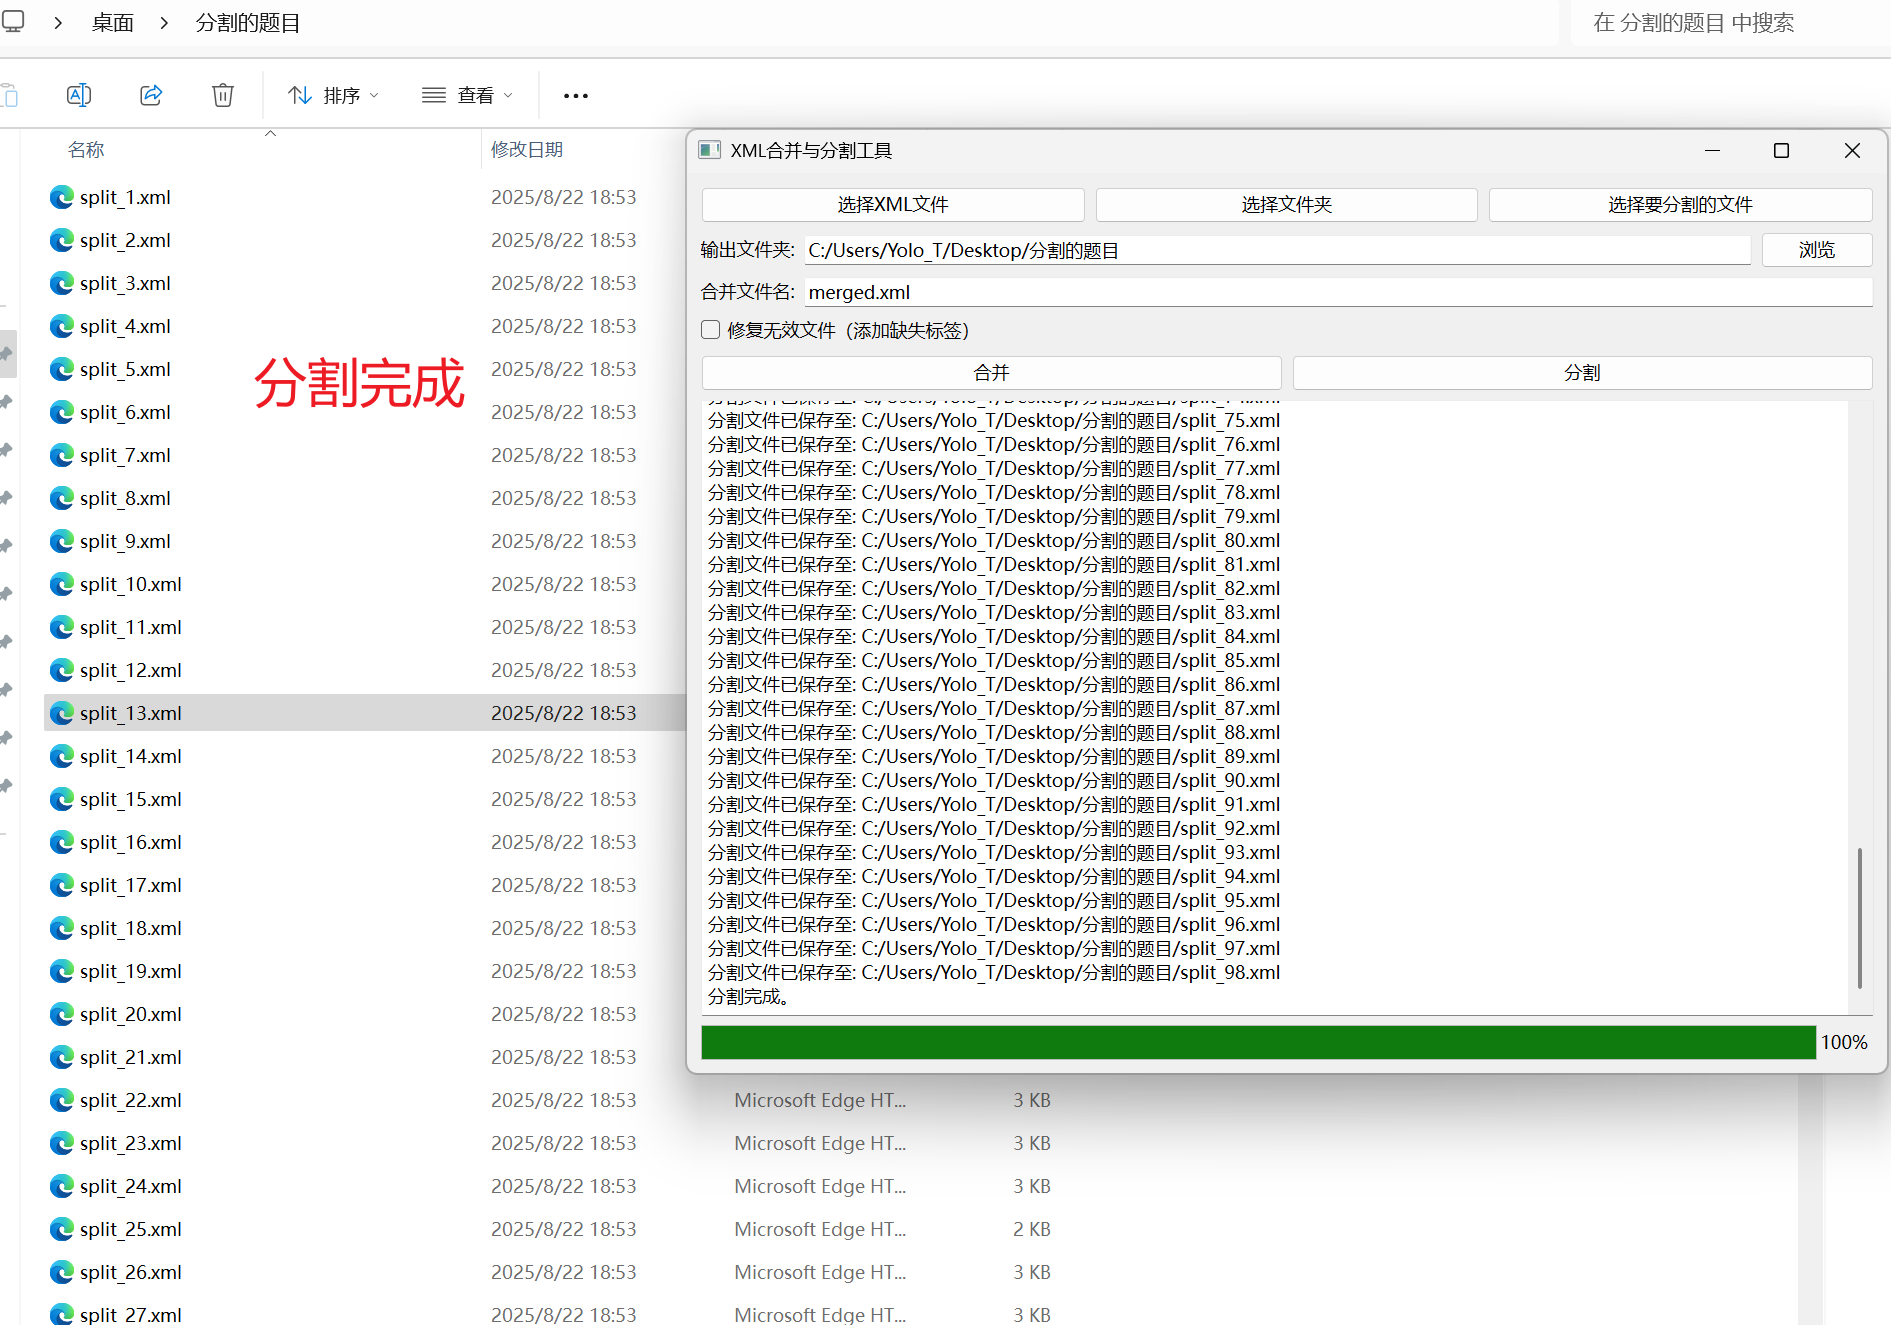 桌面 分割的题目
在 分割的题目 中搜索
排序 查看
名称 修改日期
split_1.xml 2025/8/22 18:53
split_2.xml 2025/8/22 18:53
split_3.xml 2025/8/22 18:53
split_4.xml 2025/8/22 18:53
split_5.xml 2025/8/22 18:53
split_6.xml 2025/8/22 18:53
split_7.xml 2025/8/22 18:53
split_8.xml 2025/8/22 18:53
split_9.xml 2025/8/22 18:53
split_10.xml 2025/8/22 18:53
split_11.xml 2025/8/22 18:53
split_12.xml 2025/8/22 18:53
split_13.xml 2025/8/22 18:53
split_14.xml 2025/8/22 18:53
split_15.xml 2025/8/22 18:53
split_16.xml 2025/8/22 18:53
split_17.xml 2025/8/22 18:53
split_18.xml 2025/8/22 18:53
split_19.xml 2025/8/22 18:53
split_20.xml 2025/8/22 18:53
split_21.xml 2025/8/22 18:53
split_22.xml 2025/8/22 18:53 Microsoft Edge HT... 3 KB
split_23.xml 2025/8/22 18:53 Microsoft Edge HT... 3 KB
split_24.xml 2025/8/22 18:53 Microsoft Edge HT... 3 KB
split_25.xml 2025/8/22 18:53 Microsoft Edge HT... 2 KB
split_26.xml 2025/8/22 18:53 Microsoft Edge HT... 3 KB
split_27.xml 2025/8/22 18:53 Microsoft Edge HT... 3 KB
分割完成
XML合并与分割工具
选择XML文件 选择文件夹 选择要分割的文件
输出文件夹: C:/Users/Yolo_T/Desktop/分割的题目 浏览
合并文件名: merged.xml
修复无效文件（添加缺失标签）
合并 分割
分割文件已保存至: C:/Users/Yolo_T/Desktop/分割的题目/split_75.xml
分割文件已保存至: C:/Users/Yolo_T/Desktop/分割的题目/split_76.xml
分割文件已保存至: C:/Users/Yolo_T/Desktop/分割的题目/split_77.xml
分割文件已保存至: C:/Users/Yolo_T/Desktop/分割的题目/split_78.xml
分割文件已保存至: C:/Users/Yolo_T/Desktop/分割的题目/split_79.xml
分割文件已保存至: C:/Users/Yolo_T/Desktop/分割的题目/split_80.xml
分割文件已保存至: C:/Users/Yolo_T/Desktop/分割的题目/split_81.xml
分割文件已保存至: C:/Users/Yolo_T/Desktop/分割的题目/split_82.xml
分割文件已保存至: C:/Users/Yolo_T/Desktop/分割的题目/split_83.xml
分割文件已保存至: C:/Users/Yolo_T/Desktop/分割的题目/split_84.xml
分割文件已保存至: C:/Users/Yolo_T/Desktop/分割的题目/split_85.xml
分割文件已保存至: C:/Users/Yolo_T/Desktop/分割的题目/split_86.xml
分割文件已保存至: C:/Users/Yolo_T/Desktop/分割的题目/split_87.xml
分割文件已保存至: C:/Users/Yolo_T/Desktop/分割的题目/split_88.xml
分割文件已保存至: C:/Users/Yolo_T/Desktop/分割的题目/split_89.xml
分割文件已保存至: C:/Users/Yolo_T/Desktop/分割的题目/split_90.xml
分割文件已保存至: C:/Users/Yolo_T/Desktop/分割的题目/split_91.xml
分割文件已保存至: C:/Users/Yolo_T/Desktop/分割的题目/split_92.xml
分割文件已保存至: C:/Users/Yolo_T/Desktop/分割的题目/split_93.xml
分割文件已保存至: C:/Users/Yolo_T/Desktop/分割的题目/split_94.xml
分割文件已保存至: C:/Users/Yolo_T/Desktop/分割的题目/split_95.xml
分割文件已保存至: C:/Users/Yolo_T/Desktop/分割的题目/split_96.xml
分割文件已保存至: C:/Users/Yolo_T/Desktop/分割的题目/split_97.xml
分割文件已保存至: C:/Users/Yolo_T/Desktop/分割的题目/split_98.xml
分割完成。
100%